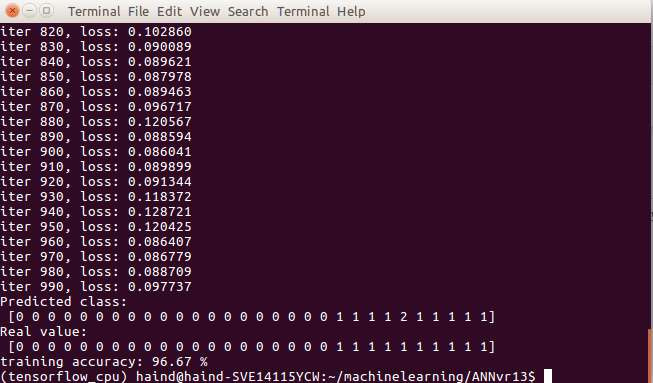 Terminal Terminal File Edit View Search Terminal Help
iter 820, loss: 0.102860
iter 830, loss: 0.090089
iter 840, loss: 0.089621
iter 850, loss: 0.087978
iter 860, loss: 0.089463
iter 870, loss: 0.096717
iter 880, loss: 0.120567
iter 890, loss: 0.088594
iter 900, loss: 0.086041
iter 910, loss: 0.089899
iter 920, loss: 0.091344
iter 930, loss: 0.118372
iter 940, loss: 0.128721
iter 950, loss: 0.120425
iter 960, loss: 0.086407
iter 970, loss: 0.086779
iter 980, loss: 0.088709
iter 990, loss: 0.097737
Predicted class:
[0 0 0 0 0 0 0 0 0 0 0 0 0 0 0 0 0 0 0 0 1 1 1 1 2 1 1 1 1 1]
Real value:
[0 0 0 0 0 0 0 0 0 0 0 0 0 0 0 0 0 0 0 0 1 1 1 1 1 1 1 1 1 1]
training accuracy: 96.67 %
(tensorflow_cpu) haind@haind-SVE14115YCW:~/machinelearning/ANNvr13$